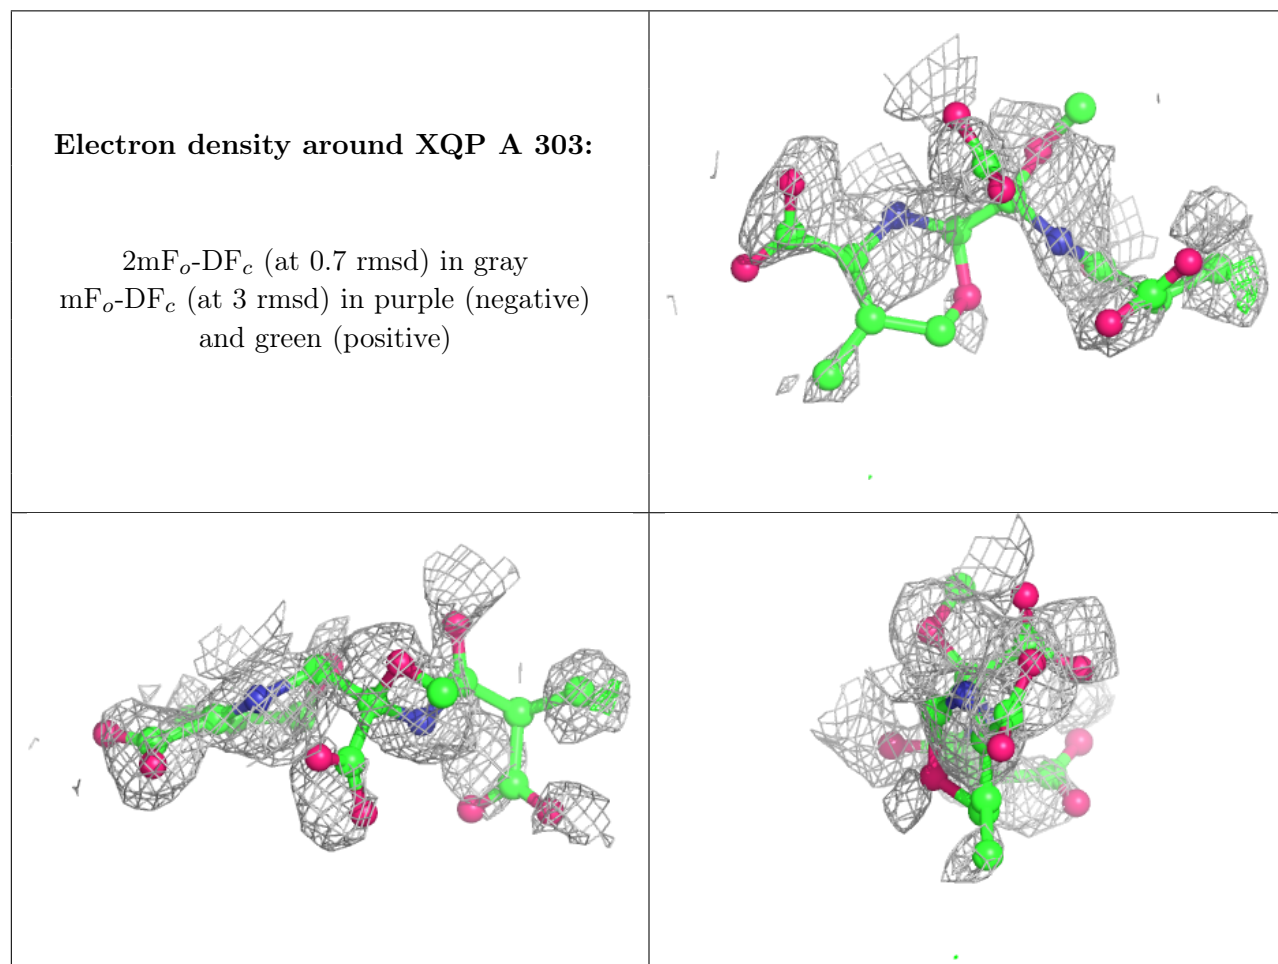 Electron density around XQP A 303:
2mFo-DFc (at 0.7 rmsd) in gray
mFo-DFc (at 3 rmsd) in purple (negative)
and green (positive)